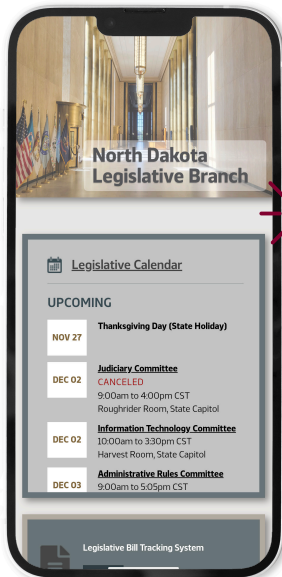 North Dakota
Legislative Branch
Legislative Calendar
UPCOMING
NOV 27
Thanksgiving Day (State Holiday)
DEC 02
Judiciary Committee
CANCELED
9:00am to 4:00pm CST
Roughrider Room, State Capitol
DEC 02
Information Technology Committee
10:00am to 3:30pm CST
Harvest Room, State Capitol
DEC 03
Administrative Rules Committee
9:00am to 5:05pm CST
Legislative Bill Tracking System